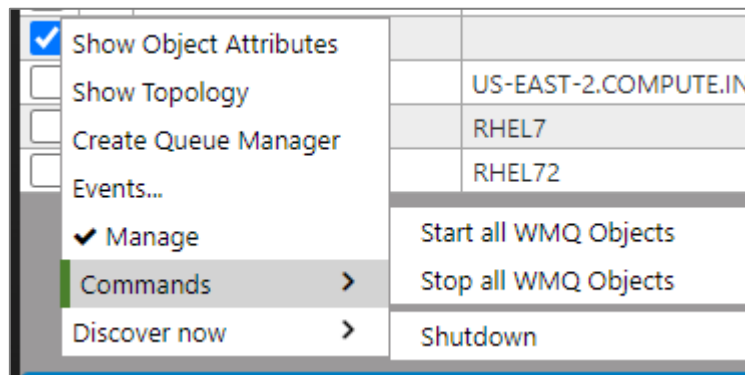 Show Object Attributes
Show Topology
US-EAST-2.COMPUTE.IN
Create Queue Manager
RHEL7
Events...
RHEL72
Manage
Start all WMQ Objects
Commands
Stop all WMQ Objects
Discover now
Shutdown